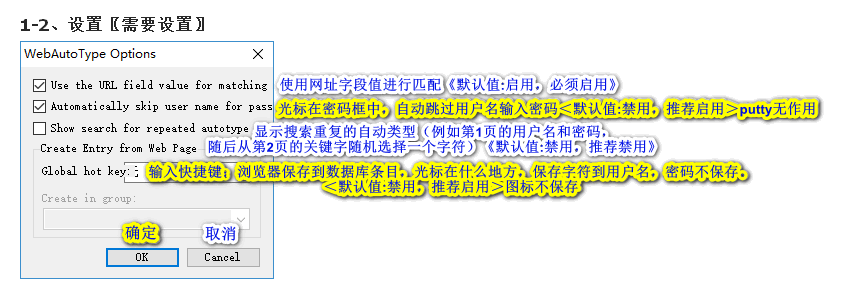 1-2、设置〖需要设置〗
WebAutoType Options
Use the URL field value for matching 使用网址字段值进行匹配《默认值:启用，必须启用》
Automatically skip user name for pass 光标在密码框中，自动跳过用户名输入密码＜默认值:禁用，推荐启用＞putty无作用
Show search for repeated autotype 显示搜索重复的自动类型（例如第1页的用户名和密码，
随后从第2页的关键字随机选择一个字符）《默认值:禁用，推荐禁用》
Create Entry from Web Page
Global hot key: 输入快捷键；浏览器保存到数据库条目，光标在什么地方，保存字符到用户名，密码不保存。
＜默认值:禁用，推荐启用＞图标不保存
Create in group:
确定 取消
OK Cancel